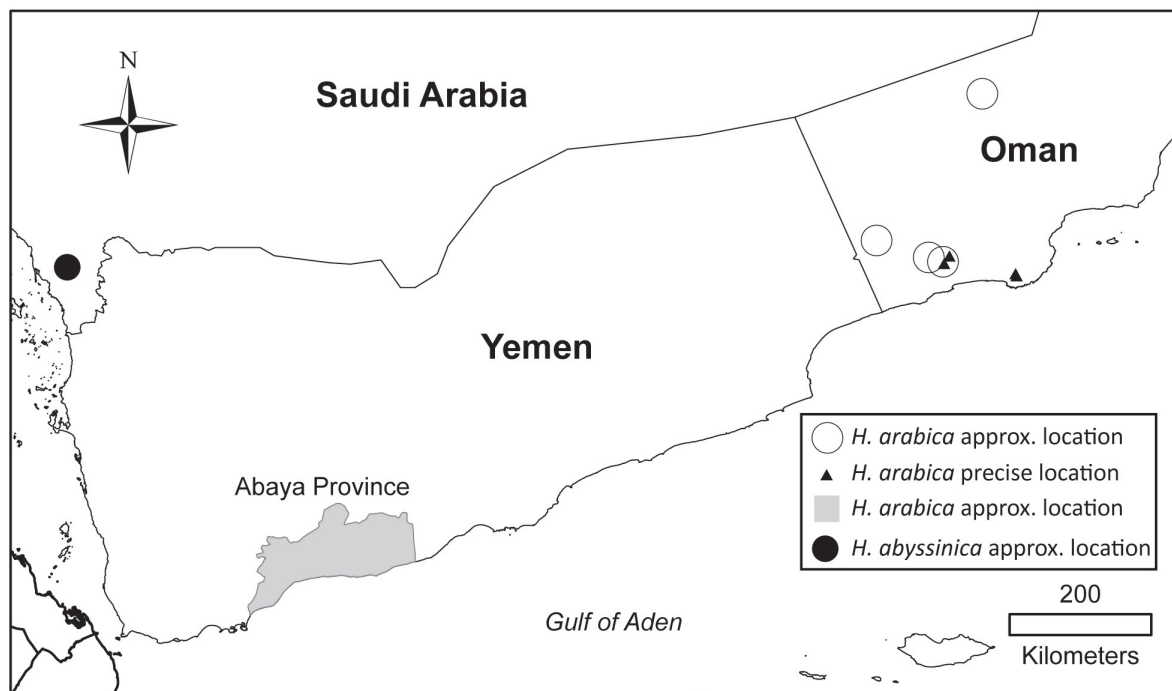 N
Saudi Arabia
Oman
Yemen
Abaya Province
Gulf of Aden
H. arabica approx. location
H. arabica precise location
H. arabica approx. location
H. abyssinica approx. location
200
Kilometers